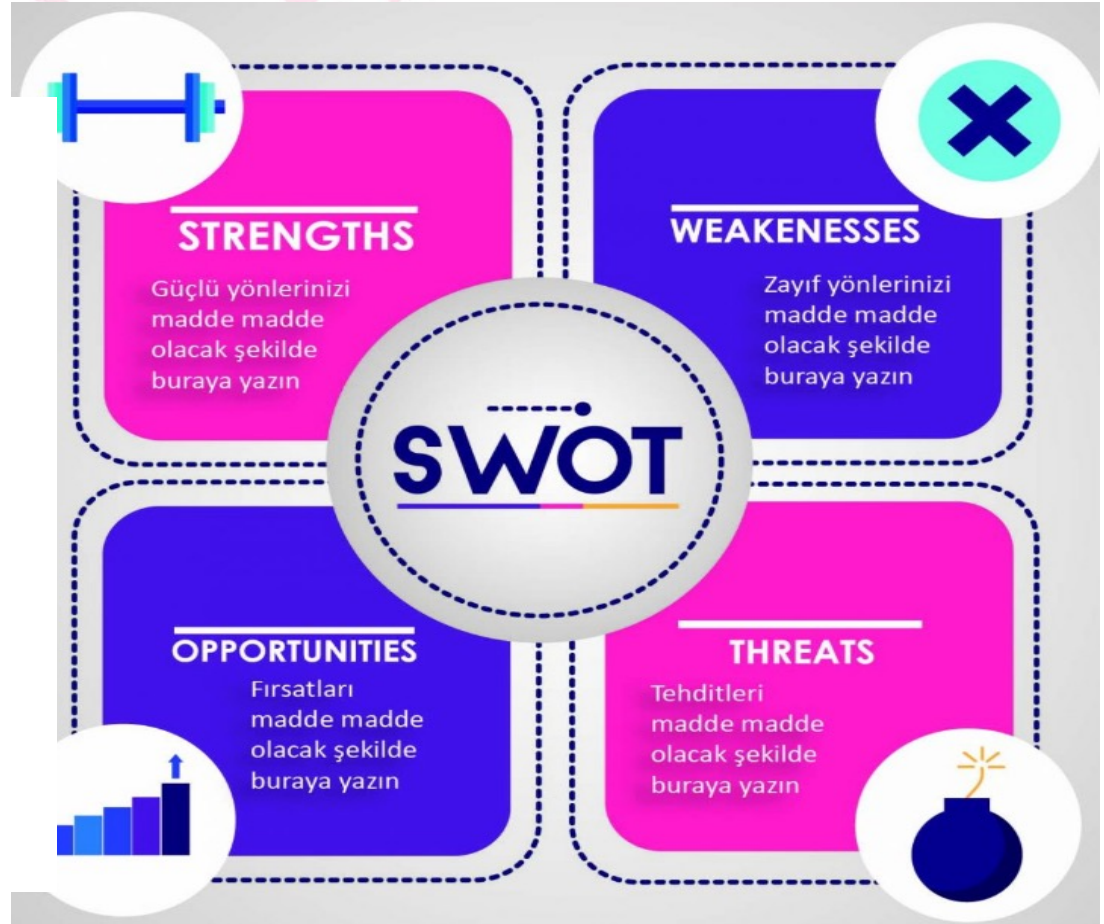 STRENGTHS
Güçlü yönlerinizi
madde madde
olacak şekilde
buraya yazın
WEAKENESSES
Zayıf yönlerinizi
madde madde
olacak şekilde
buraya yazın
SWOT
OPPORTUNITIES
Fırsatları
madde madde
olacak şekilde
buraya yazın
THREATS
Tehditleri
madde madde
olacak şekilde
buraya yazın